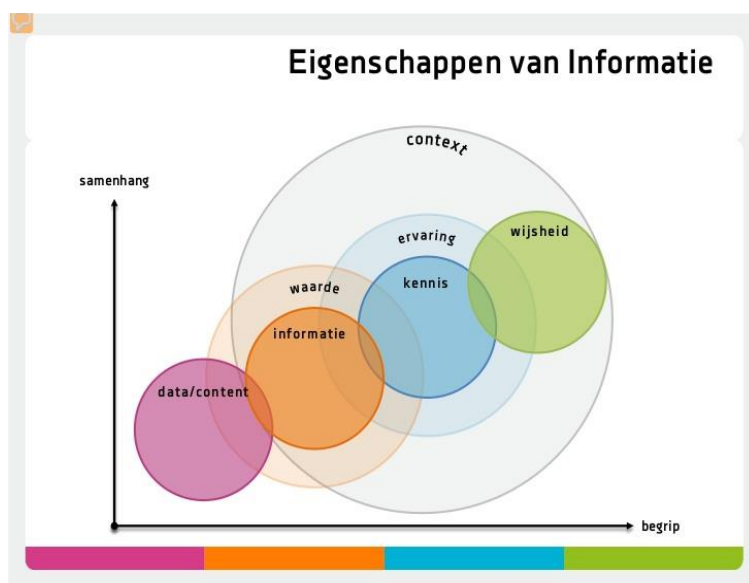 Eigenschappen van Informatie
context
samenhang
ervaring
wijsheid
kennis
waarde
informatie
data/content
begrip